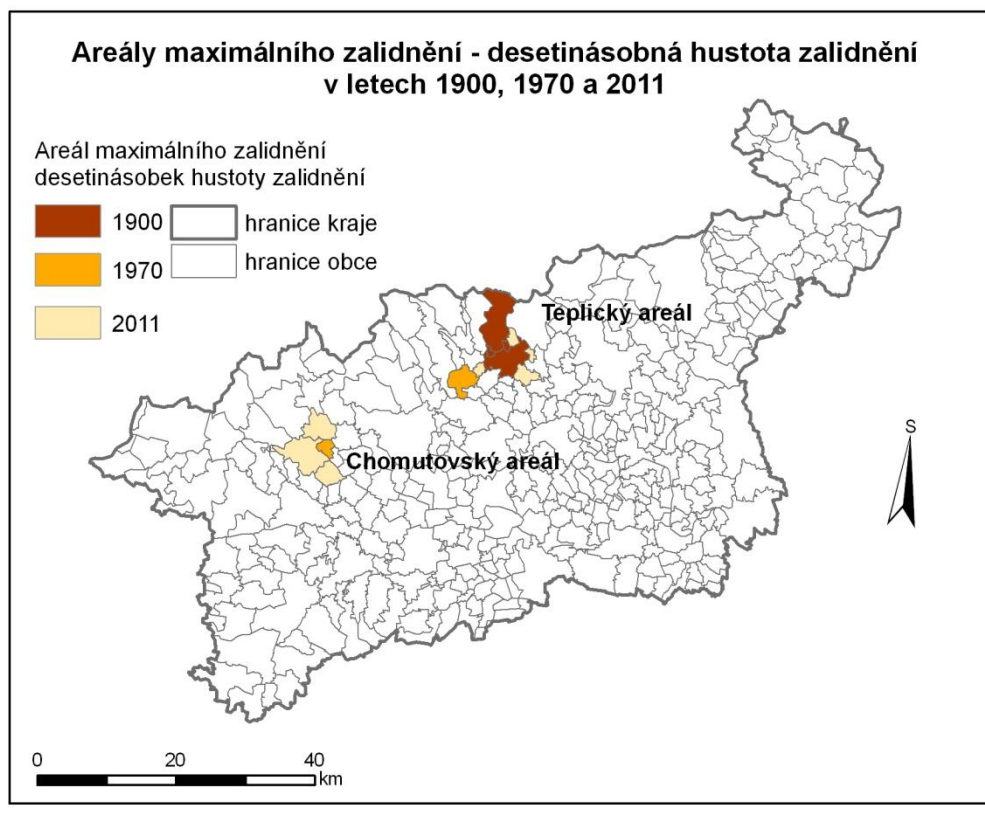 Areály maximálního zalidnění - desetinásobná hustota zalidnění
v letech 1900, 1970 a 2011
Areál maximálního zalidnění
desetinásobek hustoty zalidnění
1900
hranice kraje
1970
hranice obce
2011
Teplický areál
Chomutovský areál
S
0 20 40
km